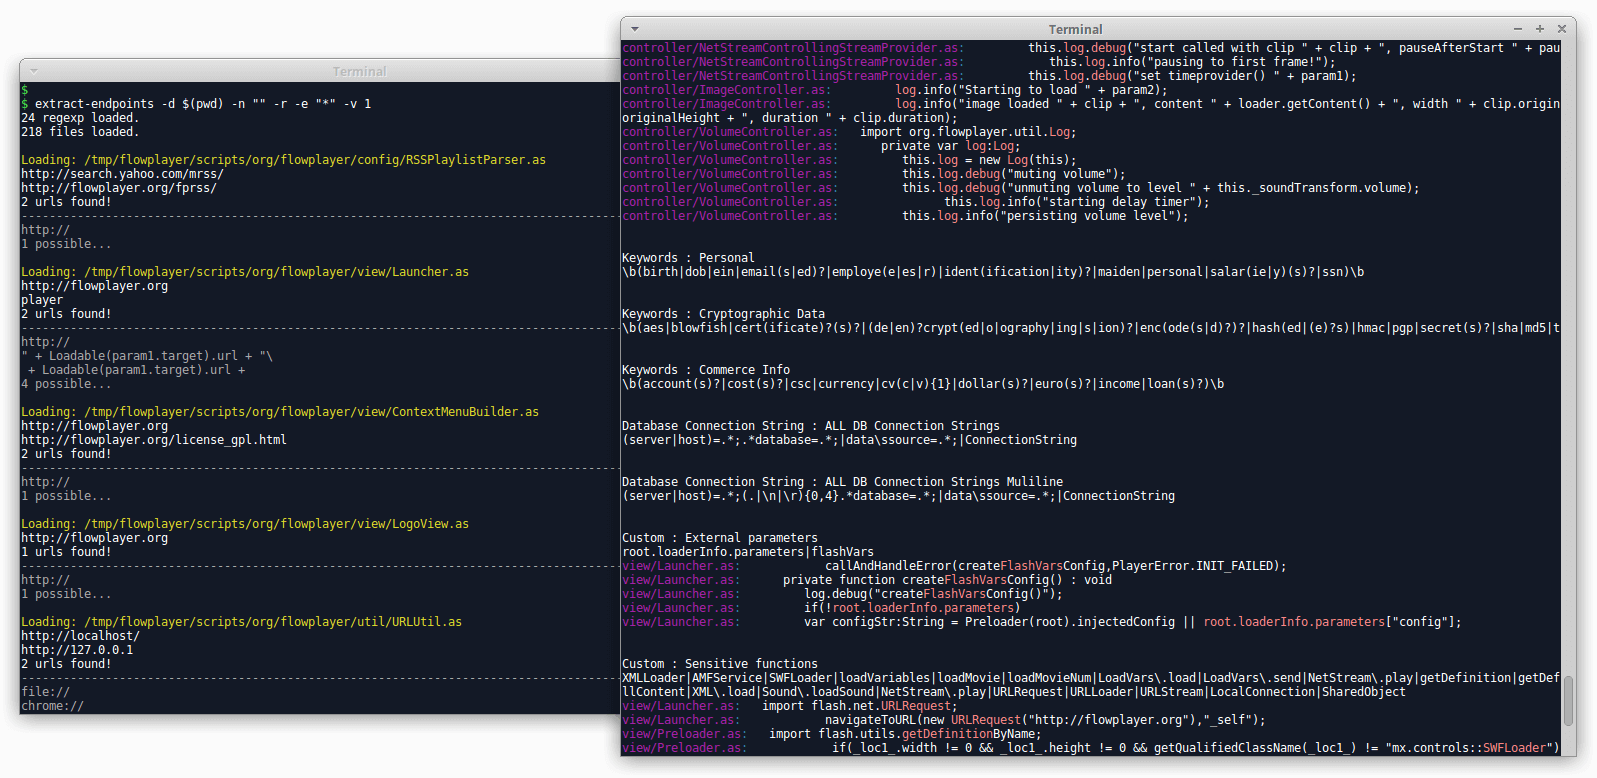 Terminal
$
$ extract-endpoints -d $(pwd) -n "" -r -e "*" -v 1
24 regexp loaded.
218 files loaded.
Loading: /tmp/flowplayer/scripts/org/flowplayer/config/RSSPlaylistParser.as
http://search.yahoo.com/mrss/
http://flowplayer.org/fprss/
2 urls found!
--------------------------------------------------------------------------------------
http://
1 possible...
Loading: /tmp/flowplayer/scripts/org/flowplayer/view/Launcher.as
http://flowplayer.org
player
2 urls found!
--------------------------------------------------------------------------------------
http://
" + Loadable(param1.target).url + "\
 + Loadable(param1.target).url +
4 possible...
Loading: /tmp/flowplayer/scripts/org/flowplayer/view/ContextMenuBuilder.as
http://flowplayer.org
http://flowplayer.org/license_gpl.html
2 urls found!
--------------------------------------------------------------------------------------
http://
1 possible...
Loading: /tmp/flowplayer/scripts/org/flowplayer/view/LogoView.as
http://flowplayer.org
1 urls found!
--------------------------------------------------------------------------------------
http://
1 possible...
Loading: /tmp/flowplayer/scripts/org/flowplayer/util/URLUtil.as
http://localhost/
http://127.0.0.1
2 urls found!
--------------------------------------------------------------------------------------
file://
chrome://
Terminal
controller/NetStreamControllingStreamProvider.as:         this.log.debug("start called with clip " + clip + ", pauseAfterStart " + pau
controller/NetStreamControllingStreamProvider.as:            this.log.info("pausing to first frame!");
controller/NetStreamControllingStreamProvider.as:         this.log.debug("set timeprovider() " + param1);
controller/ImageController.as:         log.info("Starting to load " + param2);
controller/ImageController.as:         log.info("image loaded " + clip + ", content " + loader.getContent() + ", width " + clip.origin
originalHeight + ", duration " + clip.duration);
controller/VolumeController.as:   import org.flowplayer.util.Log;
controller/VolumeController.as:      private var log:Log;
controller/VolumeController.as:         this.log = new Log(this);
controller/VolumeController.as:         this.log.debug("muting volume");
controller/VolumeController.as:         this.log.debug("unmuting volume to level " + this._soundTransform.volume);
controller/VolumeController.as:               this.log.info("starting delay timer");
controller/VolumeController.as:         this.log.info("persisting volume level");
Keywords : Personal
\b(birth|dob|ein|email(s|ed)?|employe(e|es|r)|ident(ification|ity)?|maiden|personal|salar(ie|y)(s)?|ssn)\b
Keywords : Cryptographic Data
\b(aes|blowfish|cert(ificate)?(s)?|(de|en)?crypt(ed|o|ography|ing|s|ion)?|enc(ode(s|d)?)?|hash(ed|(e)?s)|hmac|pgp|secret(s)?|sha|md5|t
Keywords : Commerce Info
\b(account(s)?|cost(s)?|csc|currency|cv(c|v){1}|dollar(s)?|euro(s)?|income|loan(s)?)\b
Database Connection String : ALL DB Connection Strings
(server|host)=.*;.*database=.*;|data\ssource=.*;|ConnectionString
Database Connection String : ALL DB Connection Strings Muliline
(server|host)=.*;(.|\n|\r){0,4}.*database=.*;|data\ssource=.*;|ConnectionString
Custom : External parameters
root.loaderInfo.parameters|flashVars
view/Launcher.as:            callAndHandleError(createFlashVarsConfig,PlayerError.INIT_FAILED);
view/Launcher.as:      private function createFlashVarsConfig() : void
view/Launcher.as:         log.debug("createFlashVarsConfig()");
view/Launcher.as:         if(!root.loaderInfo.parameters)
view/Launcher.as:         var configStr:String = Preloader(root).injectedConfig || root.loaderInfo.parameters["config"];
Custom : Sensitive functions
XMLLoader|AMFService|SWFLoader|loadVariables|loadMovie|loadMovieNum|LoadVars\.load|LoadVars\.send|NetStream\.play|getDefinition|getDef
llContent|XML\.load|Sound\.loadSound|NetStream\.play|URLRequest|URLLoader|URLStream|LocalConnection|SharedObject
view/Launcher.as:   import flash.net.URLRequest;
view/Launcher.as:            navigateToURL(new URLRequest("http://flowplayer.org"),"_self");
view/Preloader.as:   import flash.utils.getDefinitionByName;
view/Preloader.as:            if(_loc1_.width != 0 && _loc1_.height != 0 && getQualifiedClassName(_loc1_) != "mx.controls::SWFLoader")